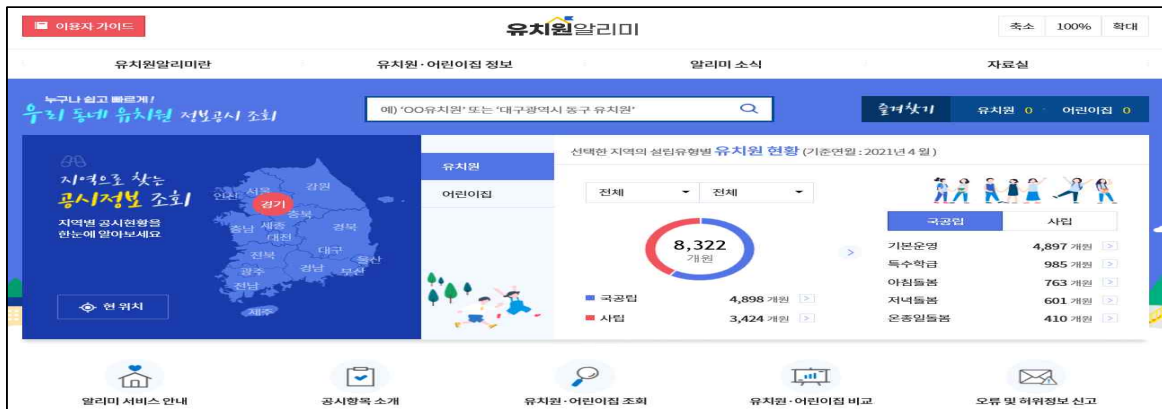 이용자 가이드
유치원알리미
축소 100% 확대
유치원알리미란 유치원·어린이집 정보 알리미 소식 자료실
누구나 쉽고 빠르게!
우리 동네 유치원 정보공시 조회
예) 'OO유치원' 또는 '대구광역시 동구 유치원'
즐겨찾기 유치원 0 어린이집 0
지역으로 찾는
공시정보 조회
지역별 공시현황을
한눈에 알아보세요
현 위치
인천 서울 강원
경기
충북
충남 세종 경북
대전
전북 대구
울산
광주 경남 부산
전남
제주
유치원
어린이집
선택한 지역의 설립유형별 유치원 현황 (기준연월 : 2021년 4월)
전체 전체
8,322
개원
국공립 4,898 개원
사립 3,424 개원
국공립 사립
기본운영 4,897 개원
특수학급 985 개원
아침돌봄 763 개원
저녁돌봄 601 개원
온종일돌봄 410 개원
알리미 서비스 안내 공시항목 소개 유치원·어린이집 조회 유치원·어린이집 비교 오류 및 허위정보 신고